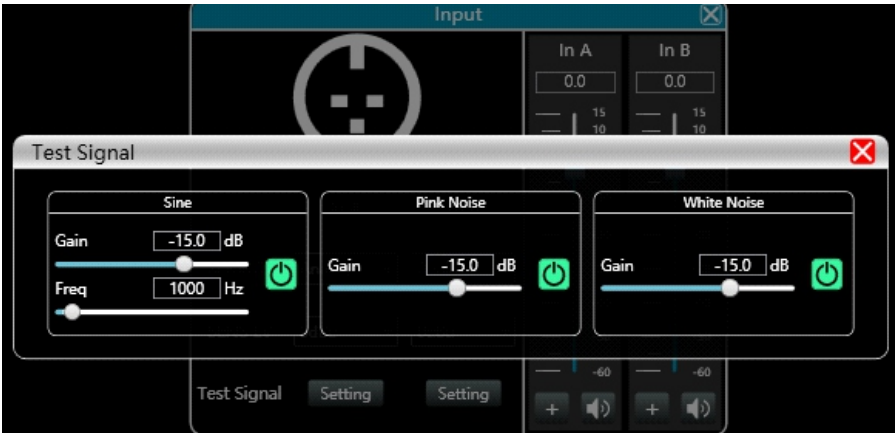 Input
In A
In B
0.0
0.0
15
15
10
10
Test Signal
Sine
Gain
-15.0
dB
Freq
1000
Hz
Pink Noise
Gain
-15.0
dB
White Noise
Gain
-15.0
dB
-60
-60
Test Signal
Setting
Setting
+
+